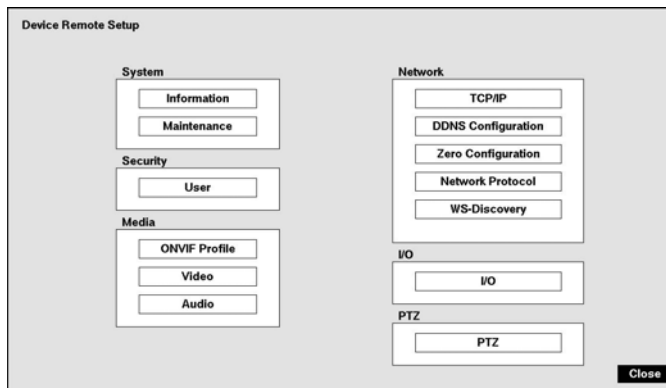 Device Remote Setup
System
Information
Maintenance
Security
User
Media
ONVIF Profile
Video
Audio
Network
TCP/IP
DDNS Configuration
Zero Configuration
Network Protocol
WS-Discovery
I/O
I/O
PTZ
PTZ
Close